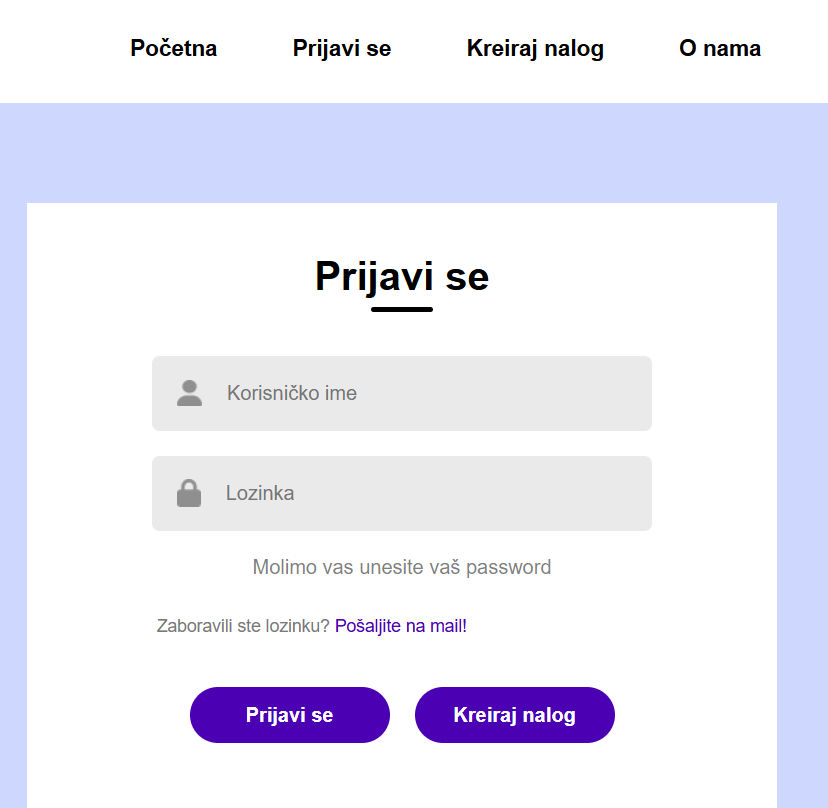 Početna Prijavi se Kreiraj nalog O nama
Prijavi se
Korisničko ime
Lozinka
Molimo vas unesite vaš password
Zaboravili ste lozinku? Pošaljite na mail!
Prijavi se Kreiraj nalog